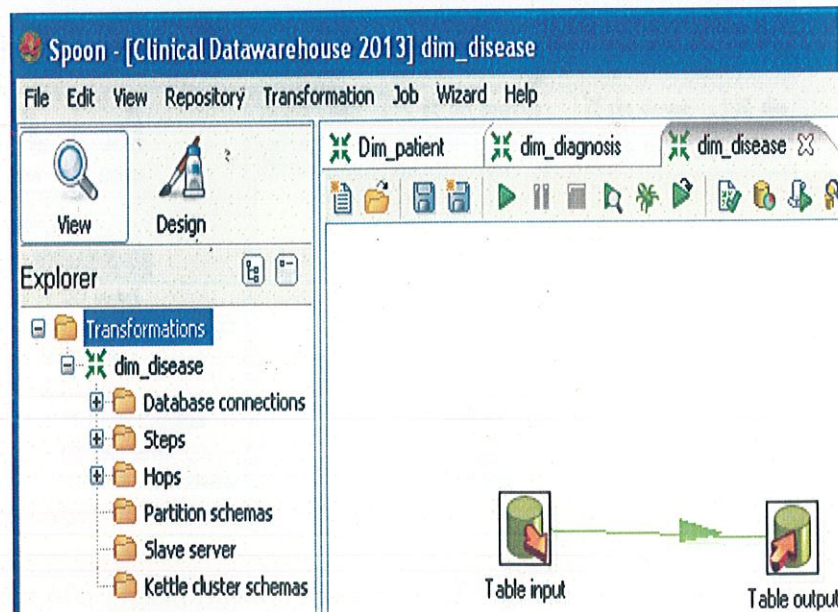 Spoon - [Clinical Datawarehouse 2013] dim_disease
File Edit View Repository Transformation Job Wizard Help
Dim_patient dim_diagnosis dim_disease
View Design
Explorer
Transformations
dim_disease
Database connections
Steps
Hops
Partition schemas
Slave server
Kettle cluster schemas
Table input
Table output